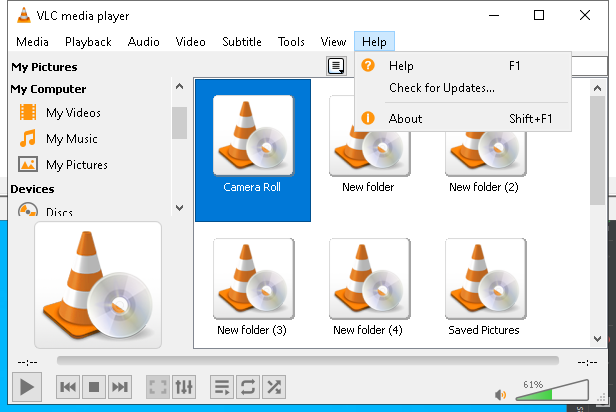 VLC media player
Media Playback Audio Video Subtitle Tools View Help
My Pictures
My Computer
My Videos
My Music
My Pictures
Devices
Discs
Help F1
Check for Updates...
About Shift+F1
Camera Roll
New folder
New folder (2)
New folder (3)
New folder (4)
Saved Pictures
--:--
--:--
61%